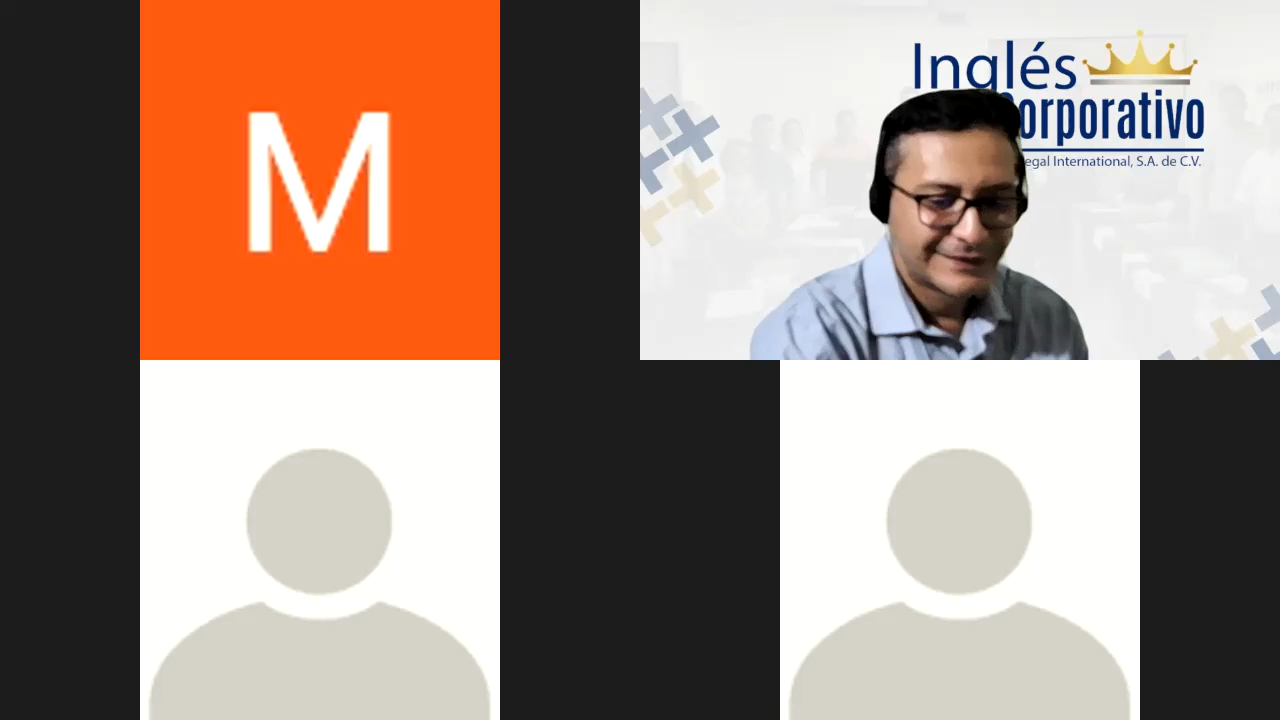 M
Inglés
orporativo
egal International, S.A. de C.V.